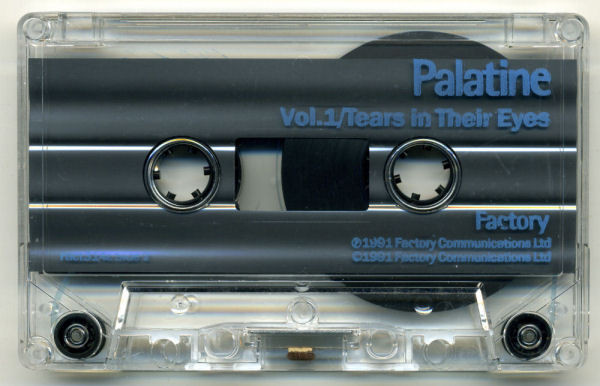 Palatine
Vol.1/Tears in Their Eyes
Factory
℗1991 Factory Communications Ltd
©1991 Factory Communications Ltd